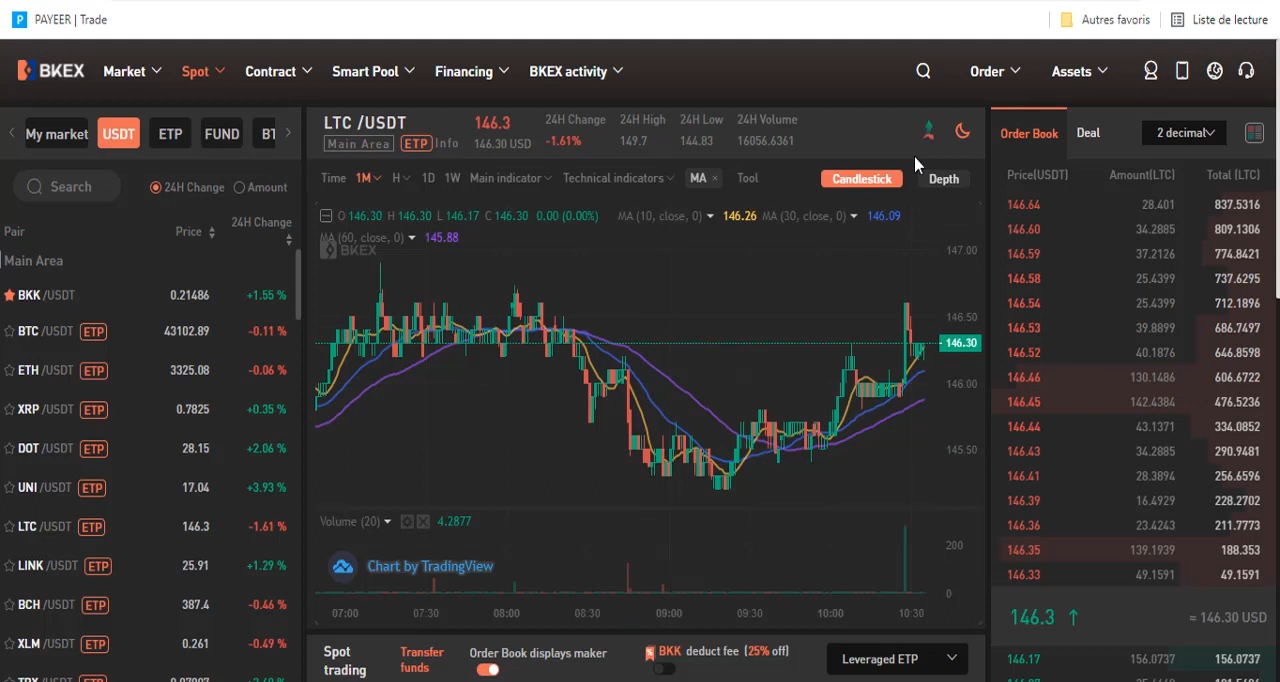 P PAYEER | Trade
Autres favoris
Liste de lecture
BKEX
Market Spot Contract Smart Pool Financing BKEX activity
Order Assets
My market USDT ETP FUND BT
Search 24H Change Amount
Pair Price 24H Change
Main Area
BKK /USDT 0.21486 +1.55 %
BTC /USDT ETP 43102.89 -0.11 %
ETH /USDT ETP 3325.08 -0.06 %
XRP /USDT ETP 0.7825 +0.35 %
DOT /USDT ETP 28.15 +2.06 %
UNI /USDT ETP 17.04 +3.93 %
LTC /USDT ETP 146.3 -1.61 %
LINK /USDT ETP 25.91 +1.29 %
BCH /USDT ETP 387.4 -0.46 %
XLM /USDT ETP 0.261 -0.49 %
LTC /USDT 146.3 24H Change 24H High 24H Low 24H Volume
Main Area ETP Info 146.30 USD -1.61% 149.7 144.83 16056.6361
Time 1M H 1D 1W Main indicator Technical indicators MA × Tool Candlestick Depth
O 146.30 H 146.30 L 146.17 C 146.30 0.00 (0.00%) MA (10, close, 0) 146.26 MA (30, close, 0) 146.09
MA (60, close, 0) 145.88
BKEX
147.00
146.50
146.30
146.00
145.50
Volume (20) 4.2877
200
Chart by TradingView
0
07:00 07:30 08:00 08:30 09:00 09:30 10:00 10:30
Spot trading
Transfer funds
Order Book displays maker
BKK deduct fee (25% off)
Leveraged ETP
Order Book Deal 2 decimal
Price(USDT) Amount(LTC) Total (LTC)
146.64 28.401 837.5316
146.60 34.2885 809.1306
146.59 37.2126 774.8421
146.58 25.4399 737.6295
146.54 25.4399 712.1896
146.53 39.8899 686.7497
146.52 40.1876 646.8598
146.46 130.1486 606.6722
146.45 142.4384 476.5236
146.44 43.1371 334.0852
146.43 34.2885 290.9481
146.41 28.3894 256.6596
146.39 16.4929 228.2702
146.36 23.4243 211.7773
146.35 139.1939 188.353
146.33 49.1591 49.1591
146.3 ↑ ≈ 146.30 USD
146.17 156.0737 156.0737